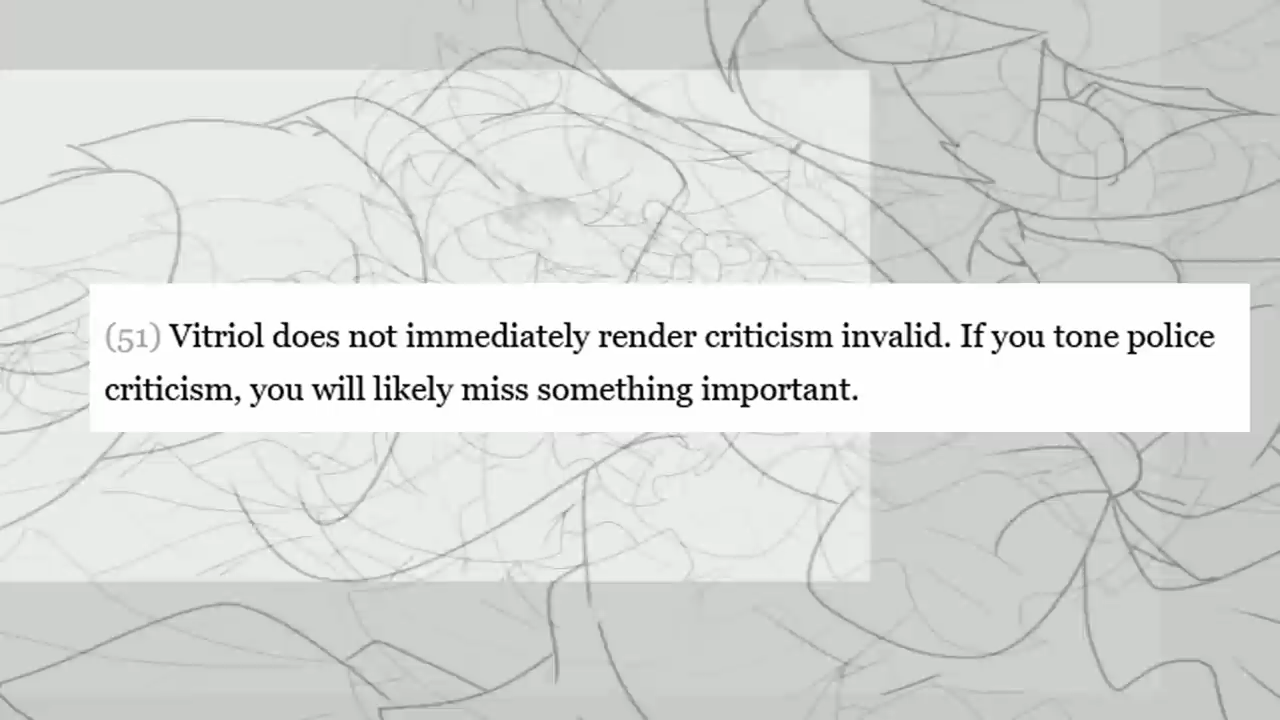 (51) Vitriol does not immediately render criticism invalid. If you tone police
criticism, you will likely miss something important.